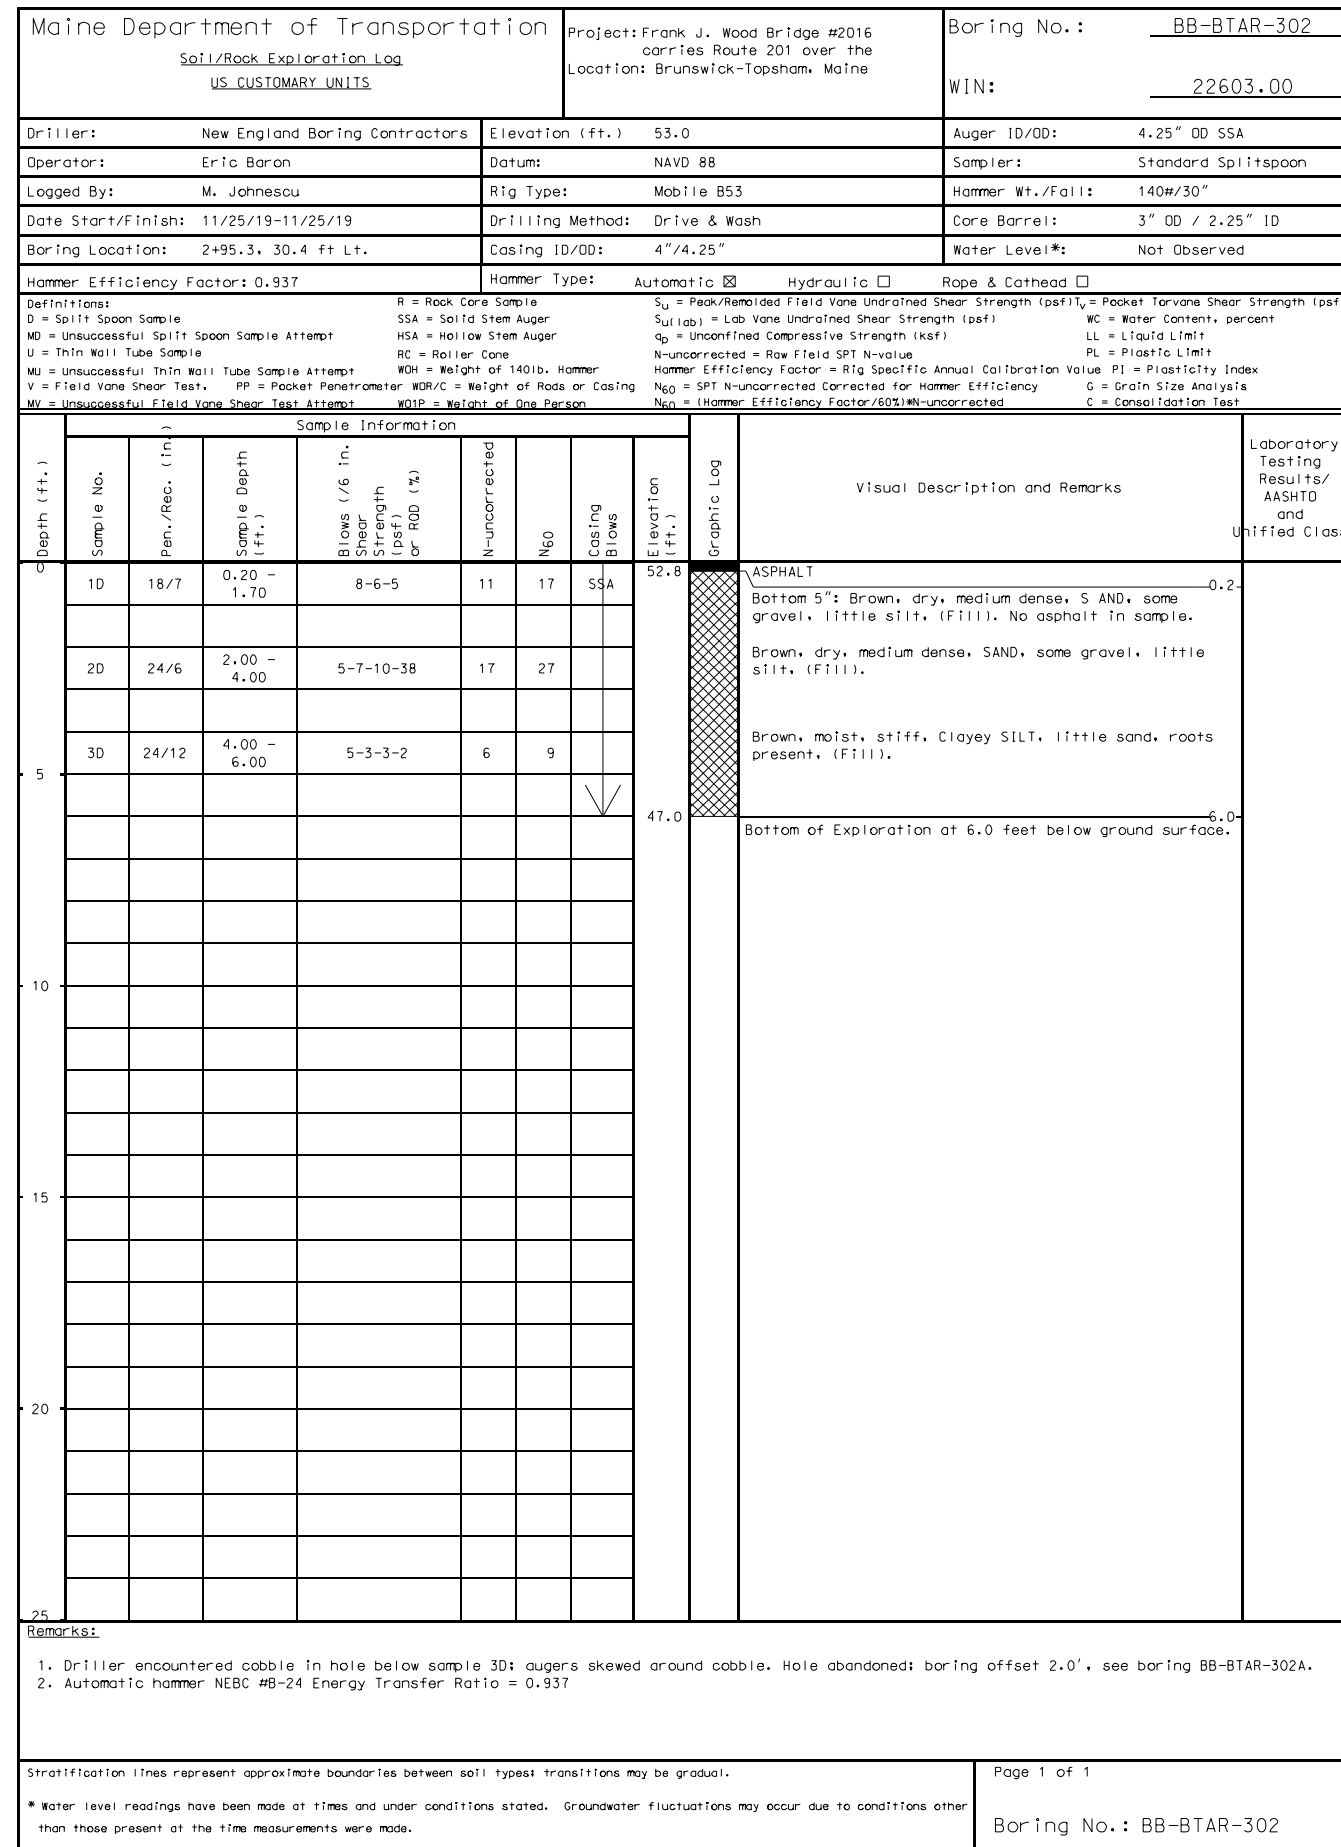 Maine Department of Transportation
Soil/Rock Exploration Log
US CUSTOMARY UNITS
Project: Frank J. Wood Bridge #2016
carries Route 201 over the
Location: Brunswick-Topsham, Maine
Boring No.: BB-BTAR-302
WIN: 22603.00
Driller: New England Boring Contractors Elevation (ft.) 53.0 Auger ID/OD: 4.25" OD SSA
Operator: Eric Baron Datum: NAVD 88 Sampler: Standard Splitspoon
Logged By: M. Johnescu Rig Type: Mobile B53 Hammer Wt./Fall: 140#/30"
Date Start/Finish: 11/25/19-11/25/19 Drilling Method: Drive & Wash Core Barrel: 3" OD / 2.25" ID
Boring Location: 2+95.3, 30.4 ft Lt. Casing ID/OD: 4"/4.25" Water Level*: Not Observed
Hammer Efficiency Factor: 0.937 Hammer Type: Automatic ☒ Hydraulic ☐ Rope & Cathead ☐
Definitions: R = Rock Core Sample Su = Peak/Remolded Field Vane Undrained Shear Strength (psf) Tv = Pocket Torvane Shear Strength (psf
D = Split Spoon Sample SSA = Solid Stem Auger Su(lab) = Lab Vane Undrained Shear Strength (psf) WC = Water Content, percent
MD = Unsuccessful Split Spoon Sample Attempt HSA = Hollow Stem Auger qp = Unconfined Compressive Strength (ksf) LL = Liquid Limit
U = Thin Wall Tube Sample RC = Roller Cone N-uncorrected = Raw Field SPT N-value PL = Plastic Limit
MU = Unsuccessful Thin Wall Tube Sample Attempt WOH = Weight of 140lb. Hammer Hammer Efficiency Factor = Rig Specific Annual Calibration Value PI = Plasticity Index
V = Field Vane Shear Test, PP = Pocket Penetrometer WOR/C = Weight of Rods or Casing N60 = SPT N-uncorrected Corrected for Hammer Efficiency G = Grain Size Analysis
MV = Unsuccessful Field Vane Shear Test Attempt WO1P = Weight of One Person N60 = (Hammer Efficiency Factor/60%)*N-uncorrected C = Consolidation Test
Sample Information
Depth (ft.)
Sample No.
Pen./Rec. (in.)
Sample Depth
(ft.)
Blows (/6 in.
Shear
Strength
(psf)
or RQD (%)
N-uncorrected
N60
Casing
Blows
Elevation
(ft.)
Graphic Log
Visual Description and Remarks
Laboratory
Testing
Results/
AASHTO
and
Unified Clas
0
1D 18/7 0.20 -
1.70 8-6-5 11 17 SSA 52.8
ASPHALT
0.2
Bottom 5": Brown, dry, medium dense, S AND, some
gravel, little silt, (Fill). No asphalt in sample.
2D 24/6 2.00 -
4.00 5-7-10-38 17 27
Brown, dry, medium dense, SAND, some gravel, little
silt, (Fill).
3D 24/12 4.00 -
6.00 5-3-3-2 6 9
Brown, moist, stiff, Clayey SILT, little sand, roots
present, (Fill).
5
47.0 6.0
Bottom of Exploration at 6.0 feet below ground surface.
10
15
20
25
Remarks:
1. Driller encountered cobble in hole below sample 3D; augers skewed around cobble. Hole abandoned; boring offset 2.0', see boring BB-BTAR-302A.
2. Automatic hammer NEBC #B-24 Energy Transfer Ratio = 0.937
Stratification lines represent approximate boundaries between soil types; transitions may be gradual.
* Water level readings have been made at times and under conditions stated. Groundwater fluctuations may occur due to conditions other
than those present at the time measurements were made.
Page 1 of 1
Boring No.: BB-BTAR-302